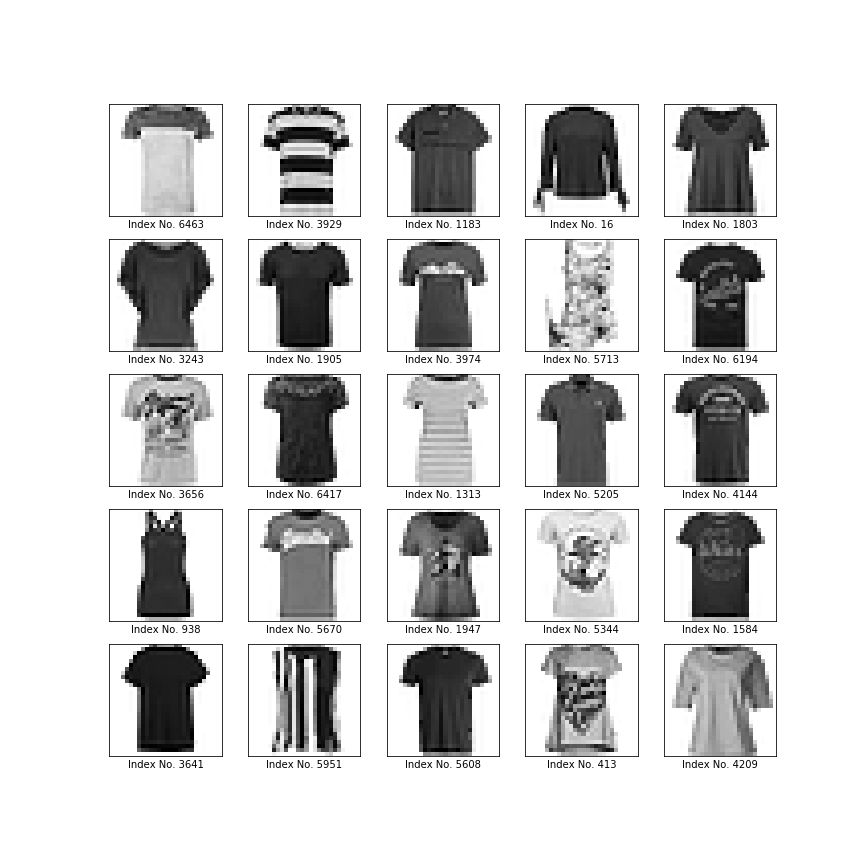 Index No. 6463
Index No. 3929
Index No. 1183
Index No. 16
Index No. 1803
Index No. 3243
Index No. 1905
Index No. 3974
Index No. 5713
Index No. 6194
Index No. 3656
Index No. 6417
Index No. 1313
Index No. 5205
Index No. 4144
Index No. 938
Index No. 5670
Index No. 1947
Index No. 5344
Index No. 1584
Index No. 3641
Index No. 5951
Index No. 5608
Index No. 413
Index No. 4209